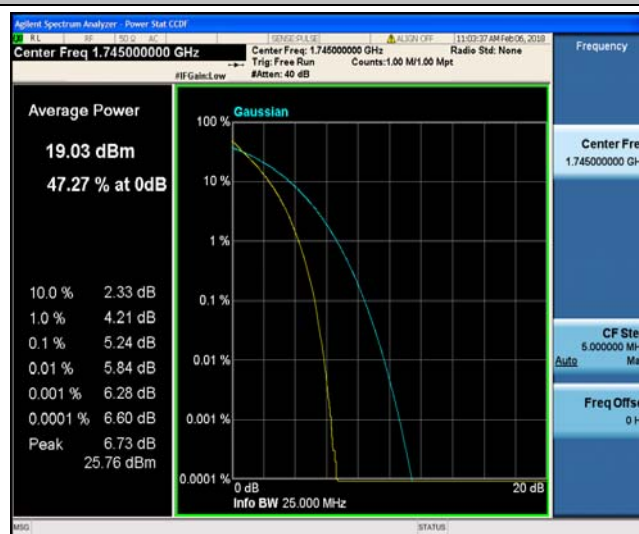 Agilent Spectrum Analyzer - Power Stat CCDF
RL RF 50 Ω AC SENSE:PULSE ALIGN OFF 11:03:37 AM Feb 06, 2018
Center Freq 1.745000000 GHz
Center Freq: 1.745000000 GHz Radio Std: None
Trig: Free Run Counts:1.00 M/1.00 Mpt
#IFGain:Low #Atten: 40 dB
Frequency
Average Power
19.03 dBm
47.27 % at 0dB
10.0 % 2.33 dB
1.0 % 4.21 dB
0.1 % 5.24 dB
0.01 % 5.84 dB
0.001 % 6.28 dB
0.0001 % 6.60 dB
Peak 6.73 dB
25.76 dBm
Gaussian
100 %
10 %
1 %
0.1 %
0.01 %
0.001 %
0.0001 %
0 dB 20 dB
Info BW 25.000 MHz
Center Fre
1.745000000 GH
CF Ste
5.000000 MH
Auto Ma
Freq Offs
0 H
MSG STATUS